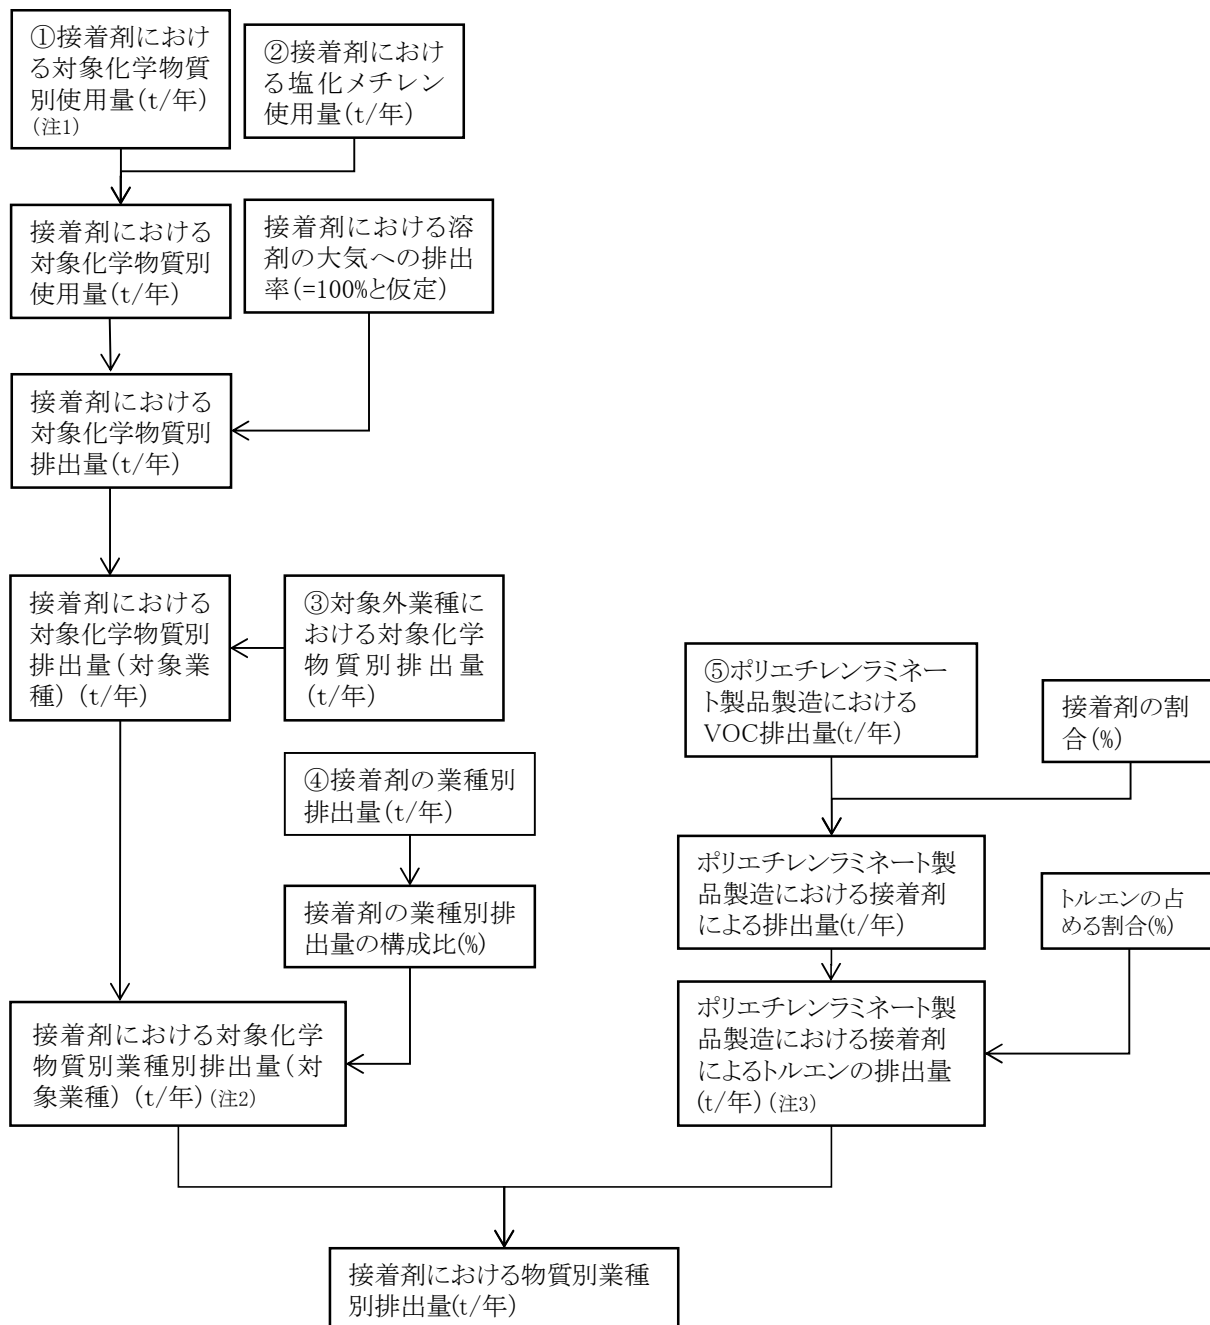 ①接着剤におけ
る対象化学物質
別使用量(t/年)
(注1)
②接着剤におけ
る塩化メチレン
使用量(t/年)
接着剤における
対象化学物質別
使用量(t/年)
接着剤における溶
剤の大気への排出
率(=100%と仮定)
接着剤における
対象化学物質別
排出量(t/年)
接着剤における
対象化学物質別
排出量(対象業
種) (t/年)
③対象外業種に
おける対象化学
物質別排出量
(t/年)
④接着剤の業種別
排出量(t/年)
接着剤の業種別排
出量の構成比(%)
接着剤における対象化学
物質別業種別排出量(対
象業種) (t/年)(注2)
⑤ポリエチレンラミネー
ト製品製造における
VOC排出量(t/年)
接着剤の割
合(%)
ポリエチレンラミネート製
品製造における接着剤
による排出量(t/年)
トルエンの占
める割合(%)
ポリエチレンラミネート製
品製造における接着剤
によるトルエンの排出量
(t/年)(注3)
接着剤における物質別業種
別排出量(t/年)